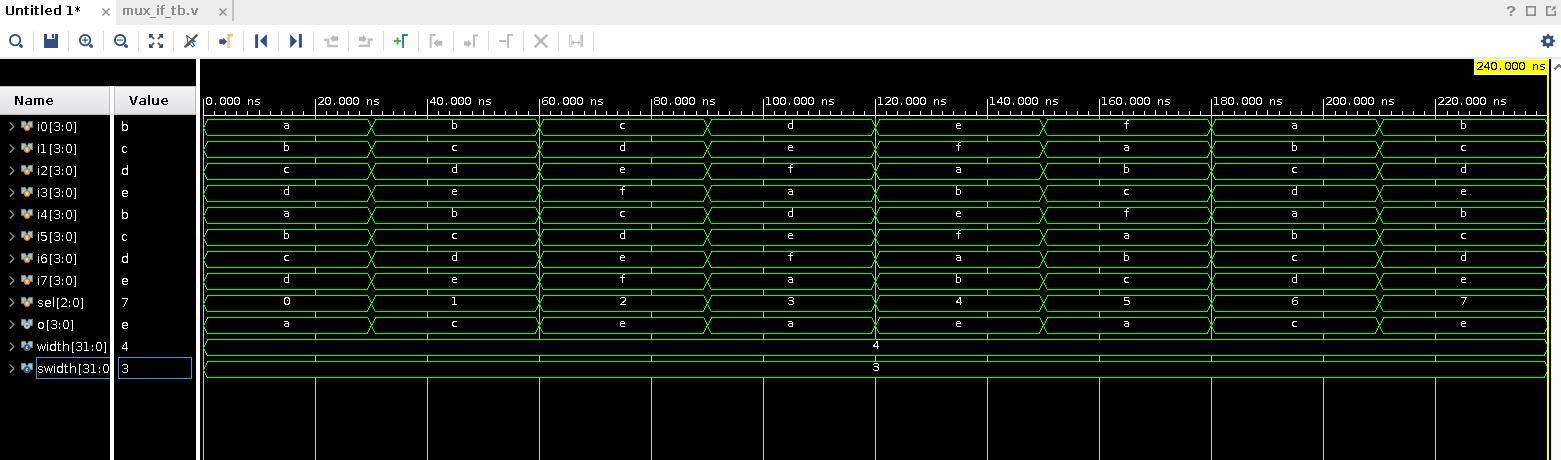 Untitled 1* × mux_if_tb.v ×
240.000 ns
Name Value 0.000 ns 20.000 ns 40.000 ns 60.000 ns 80.000 ns 100.000 ns 120.000 ns 140.000 ns 160.000 ns 180.000 ns 200.000 ns 220.000 ns
i0[3:0] b a b c d e f a b
i1[3:0] c b c d e f a b c
i2[3:0] d c d e f a b c d
i3[3:0] e d e f a b c d e
i4[3:0] b a b c d e f a b
i5[3:0] c b c d e f a b c
i6[3:0] d c d e f a b c d
i7[3:0] e d e f a b c d e
sel[2:0] 7 0 1 2 3 4 5 6 7
o[3:0] e a c e a e a c e
width[31:0] 4 4
swidth[31:0 3 3